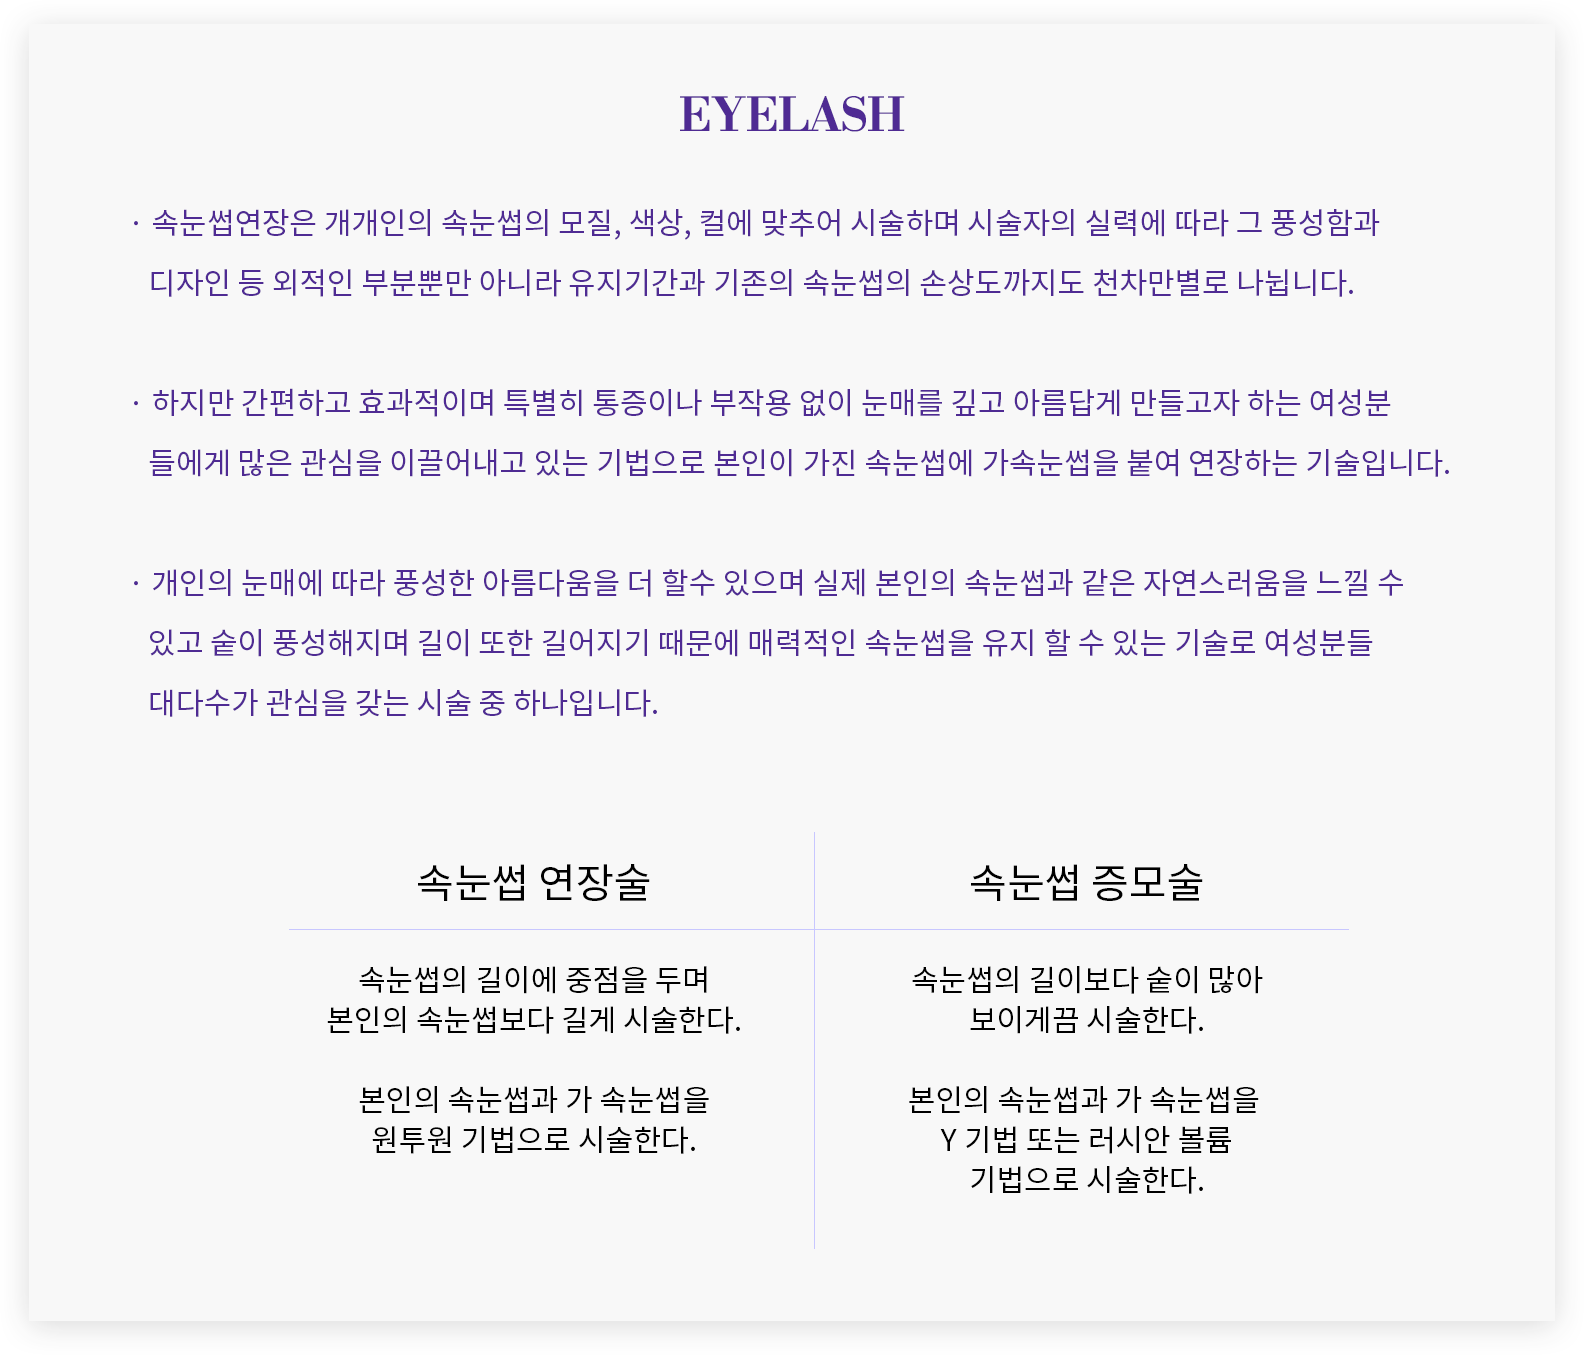 EYELASH
· 속눈썹연장은 개개인의 속눈썹의 모질, 색상, 컬에 맞추어 시술하며 시술자의 실력에 따라 그 풍성함과
디자인 등 외적인 부분뿐만 아니라 유지기간과 기존의 속눈썹의 손상도까지도 천차만별로 나뉩니다.
· 하지만 간편하고 효과적이며 특별히 통증이나 부작용 없이 눈매를 깊고 아름답게 만들고자 하는 여성분
들에게 많은 관심을 이끌어내고 있는 기법으로 본인이 가진 속눈썹에 가속눈썹을 붙여 연장하는 기술입니다.
· 개인의 눈매에 따라 풍성한 아름다움을 더 할수 있으며 실제 본인의 속눈썹과 같은 자연스러움을 느낄 수
있고 숱이 풍성해지며 길이 또한 길어지기 때문에 매력적인 속눈썹을 유지 할 수 있는 기술로 여성분들
대다수가 관심을 갖는 시술 중 하나입니다.
속눈썹 연장술
속눈썹의 길이에 중점을 두며
본인의 속눈썹보다 길게 시술한다.
본인의 속눈썹과 가 속눈썹을
원투원 기법으로 시술한다.
속눈썹 증모술
속눈썹의 길이보다 숱이 많아
보이게끔 시술한다.
본인의 속눈썹과 가 속눈썹을
Y 기법 또는 러시안 볼륨
기법으로 시술한다.